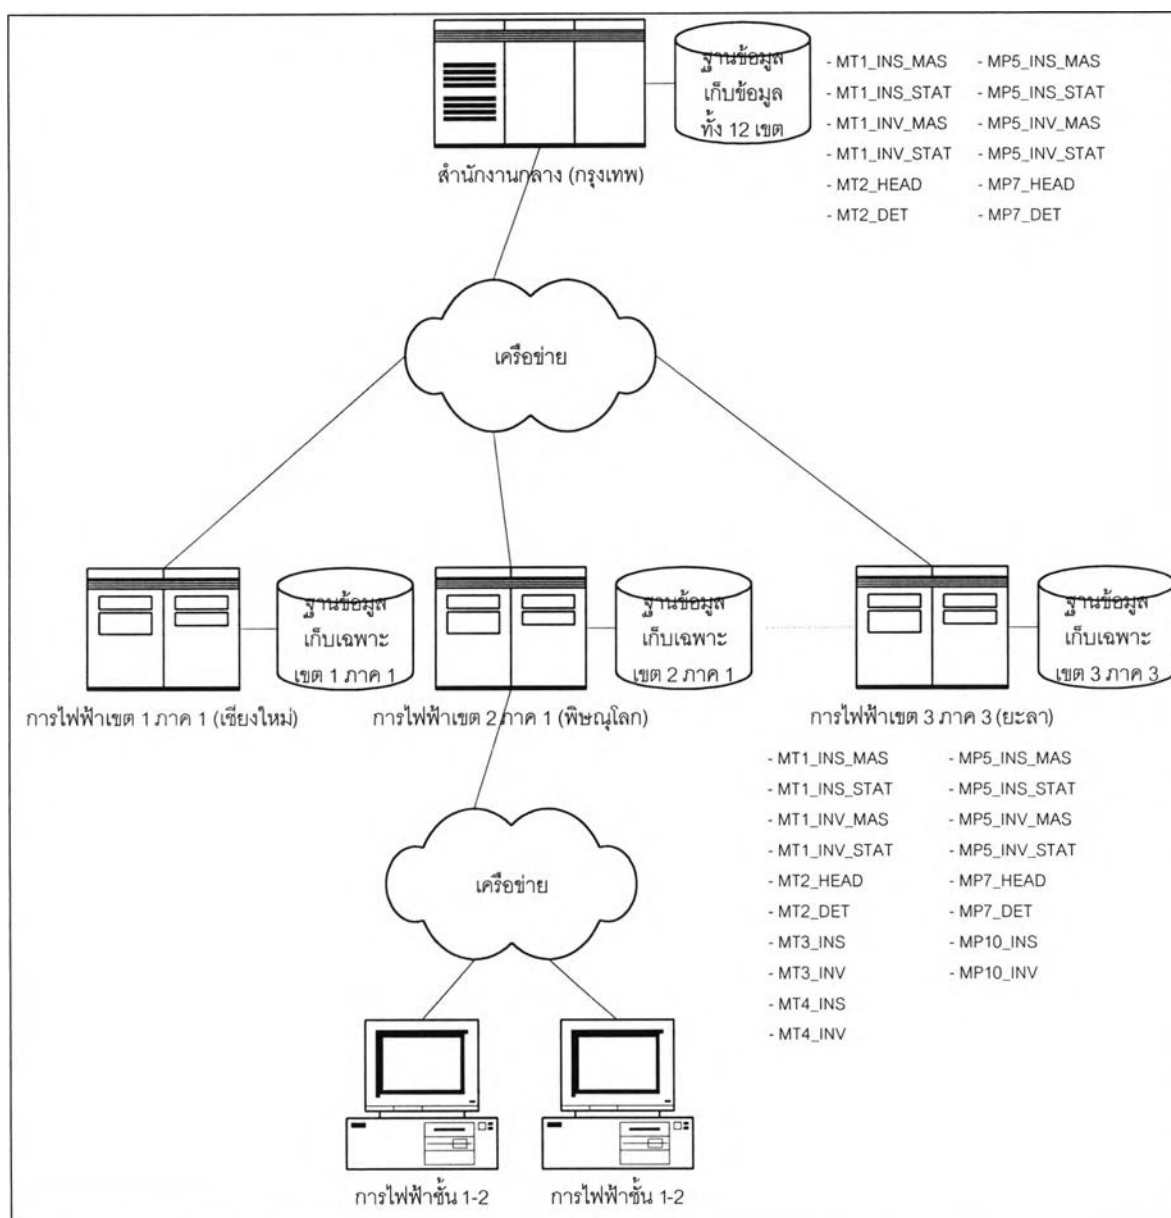 ฐานข้อมูล
เก็บข้อมูล
ทั้ง 12 เขต
สำนักงานกลาง (กรุงเทพ)
- MT1_INS_MAS - MP5_INS_MAS
- MT1_INS_STAT - MP5_INS_STAT
- MT1_INV_MAS - MP5_INV_MAS
- MT1_INV_STAT - MP5_INV_STAT
- MT2_HEAD - MP7_HEAD
- MT2_DET - MP7_DET
เครือข่าย
ฐานข้อมูล
เก็บเฉพาะ
เขต 1 ภาค 1
ฐานข้อมูล
เก็บเฉพาะ
เขต 2 ภาค 1
ฐานข้อมูล
เก็บเฉพาะ
เขต 3 ภาค 3
การไฟฟ้าเขต 1 ภาค 1 (เชียงใหม่)
การไฟฟ้าเขต 2 ภาค 1 (พิษณุโลก)
การไฟฟ้าเขต 3 ภาค 3 (ยะลา)
- MT1_INS_MAS - MP5_INS_MAS
- MT1_INS_STAT - MP5_INS_STAT
- MT1_INV_MAS - MP5_INV_MAS
- MT1_INV_STAT - MP5_INV_STAT
- MT2_HEAD - MP7_HEAD
- MT2_DET - MP7_DET
- MT3_INS - MP10_INS
- MT3_INV - MP10_INV
- MT4_INS
- MT4_INV
เครือข่าย
การไฟฟ้าชั้น 1-2
การไฟฟ้าชั้น 1-2